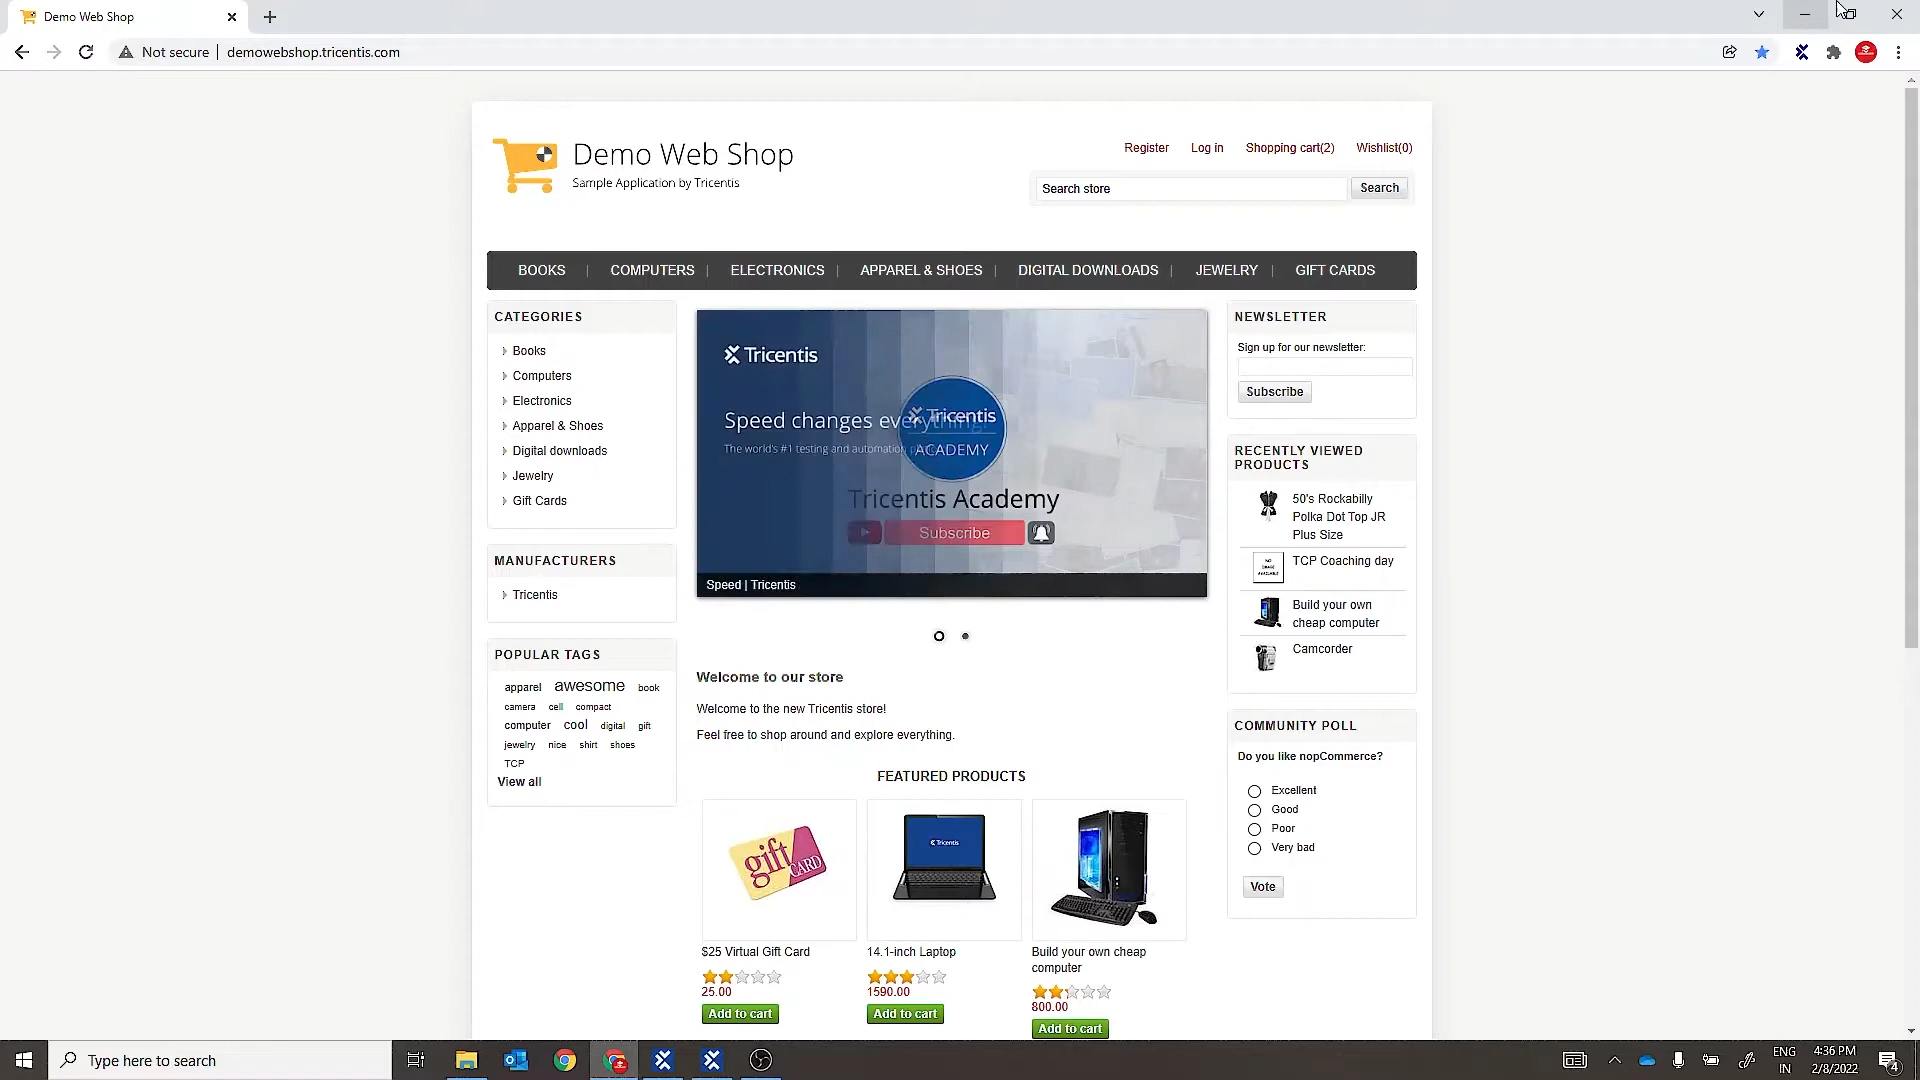 Demo Web Shop
Not secure
demowebshop.tricentis.com
Demo Web Shop
Sample Application by Tricentis
Register
Log in
Shopping cart(2)
Wishlist(0)
Search store
Search
BOOKS
COMPUTERS
ELECTRONICS
APPAREL & SHOES
DIGITAL DOWNLOADS
JEWELRY
GIFT CARDS
CATEGORIES
Books
Computers
Electronics
Apparel & Shoes
Digital downloads
Jewelry
Gift Cards
MANUFACTURERS
Tricentis
POPULAR TAGS
apparel awesome book
camera cell compact
computer cool digital gift
jewelry nice shirt shoes
TCP
View all
Tricentis
Speed changes everything.
The world's #1 testing and automation
Tricentis
ACADEMY
Tricentis Academy
Subscribe
Speed | Tricentis
Welcome to our store
Welcome to the new Tricentis store!
Feel free to shop around and explore everything.
FEATURED PRODUCTS
gift CARD
$25 Virtual Gift Card
25.00
Add to cart
Tricentis
14.1-inch Laptop
1590.00
Add to cart
Build your own cheap
computer
800.00
Add to cart
NEWSLETTER
Sign up for our newsletter:
Subscribe
RECENTLY VIEWED
PRODUCTS
50's Rockabilly
Polka Dot Top JR
Plus Size
NO
IMAGE
AVAILABLE
TCP Coaching day
Build your own
cheap computer
Camcorder
COMMUNITY POLL
Do you like nopCommerce?
Excellent
Good
Poor
Very bad
Vote
Type here to search
ENG
IN
4:36 PM
2/8/2022
4